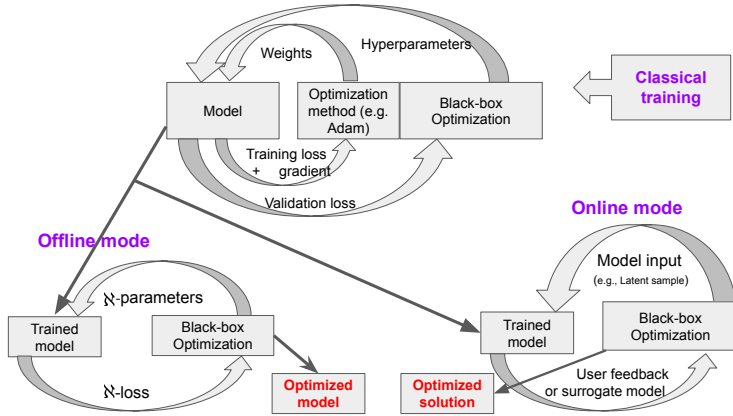 Weights
Hyperparameters
Model
Optimization
method (e.g.
Adam)
Black-box
Optimization
Classical
training
Training loss
+ gradient
Validation loss
Offline mode
Online mode
ℵ-parameters
Trained
model
Black-box
Optimization
ℵ-loss
Optimized
model
Model input
(e.g., Latent sample)
Trained
model
Black-box
Optimization
User feedback
or surrogate model
Optimized
solution